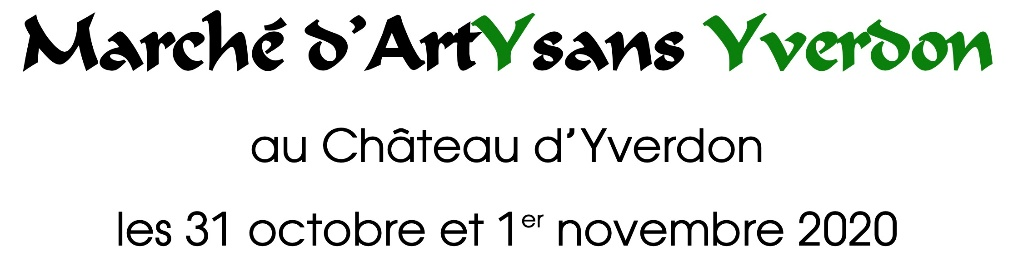 Marché d'ArtYsans Yverdon
au Château d'Yverdon
les 31 octobre et 1er novembre 2020